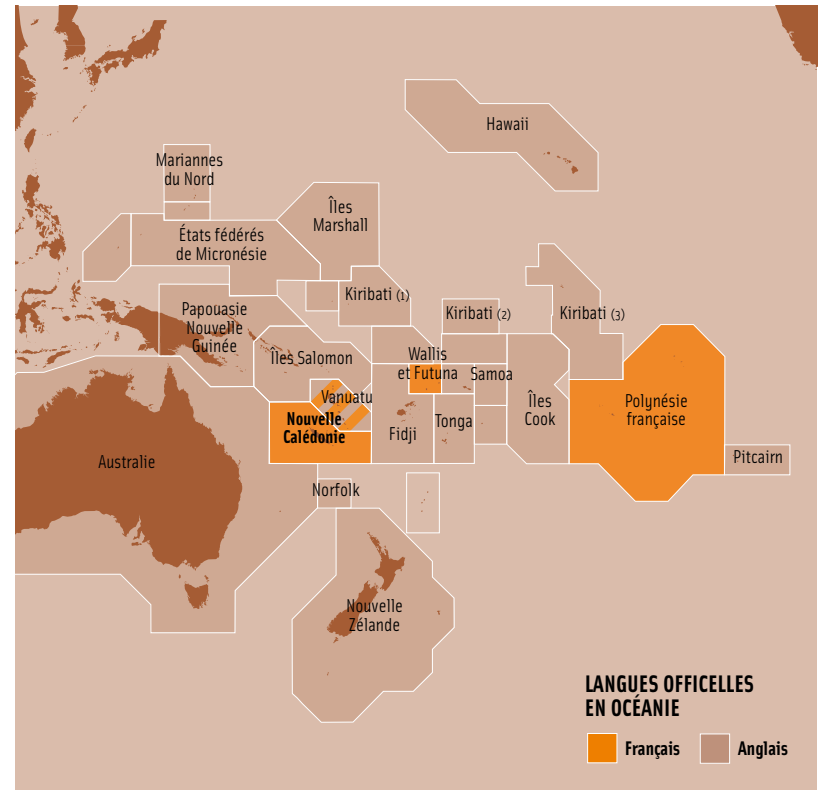 Hawaii
Mariannes
du Nord
Îles
Marshall
États fédérés
de Micronésie
Kiribati (1)
Kiribati (2)
Kiribati (3)
Papouasie
Nouvelle
Guinée
Îles Salomon
Wallis
et Futuna
Samoa
Vanuatu
Îles
Cook
Polynésie
française
Nouvelle
Calédonie
Fidji
Tonga
Pitcairn
Australie
Norfolk
Nouvelle
Zélande
LANGUES OFFICELLES
EN OCÉANIE
Français
Anglais